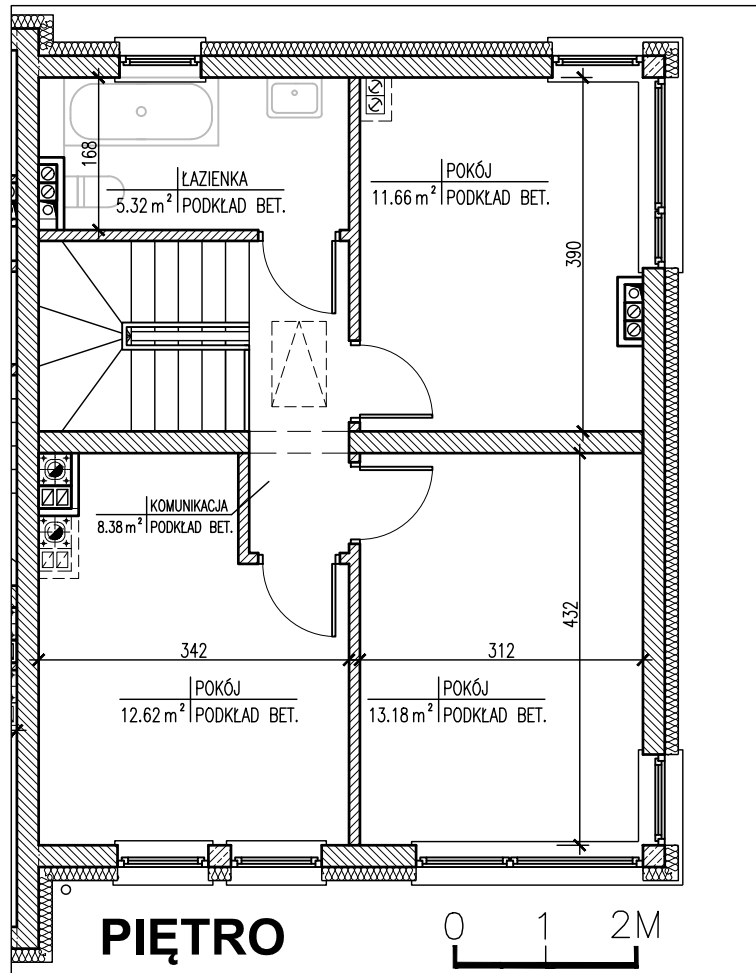 168
ŁAZIENKA
5.32 m² PODKŁAD BET.
POKÓJ
11.66 m² PODKŁAD BET.
390
KOMUNIKACJA
8.38 m² PODKŁAD BET.
432
342
312
POKÓJ
12.62 m² PODKŁAD BET.
POKÓJ
13.18 m² PODKŁAD BET.
PIĘTRO
0 1 2M